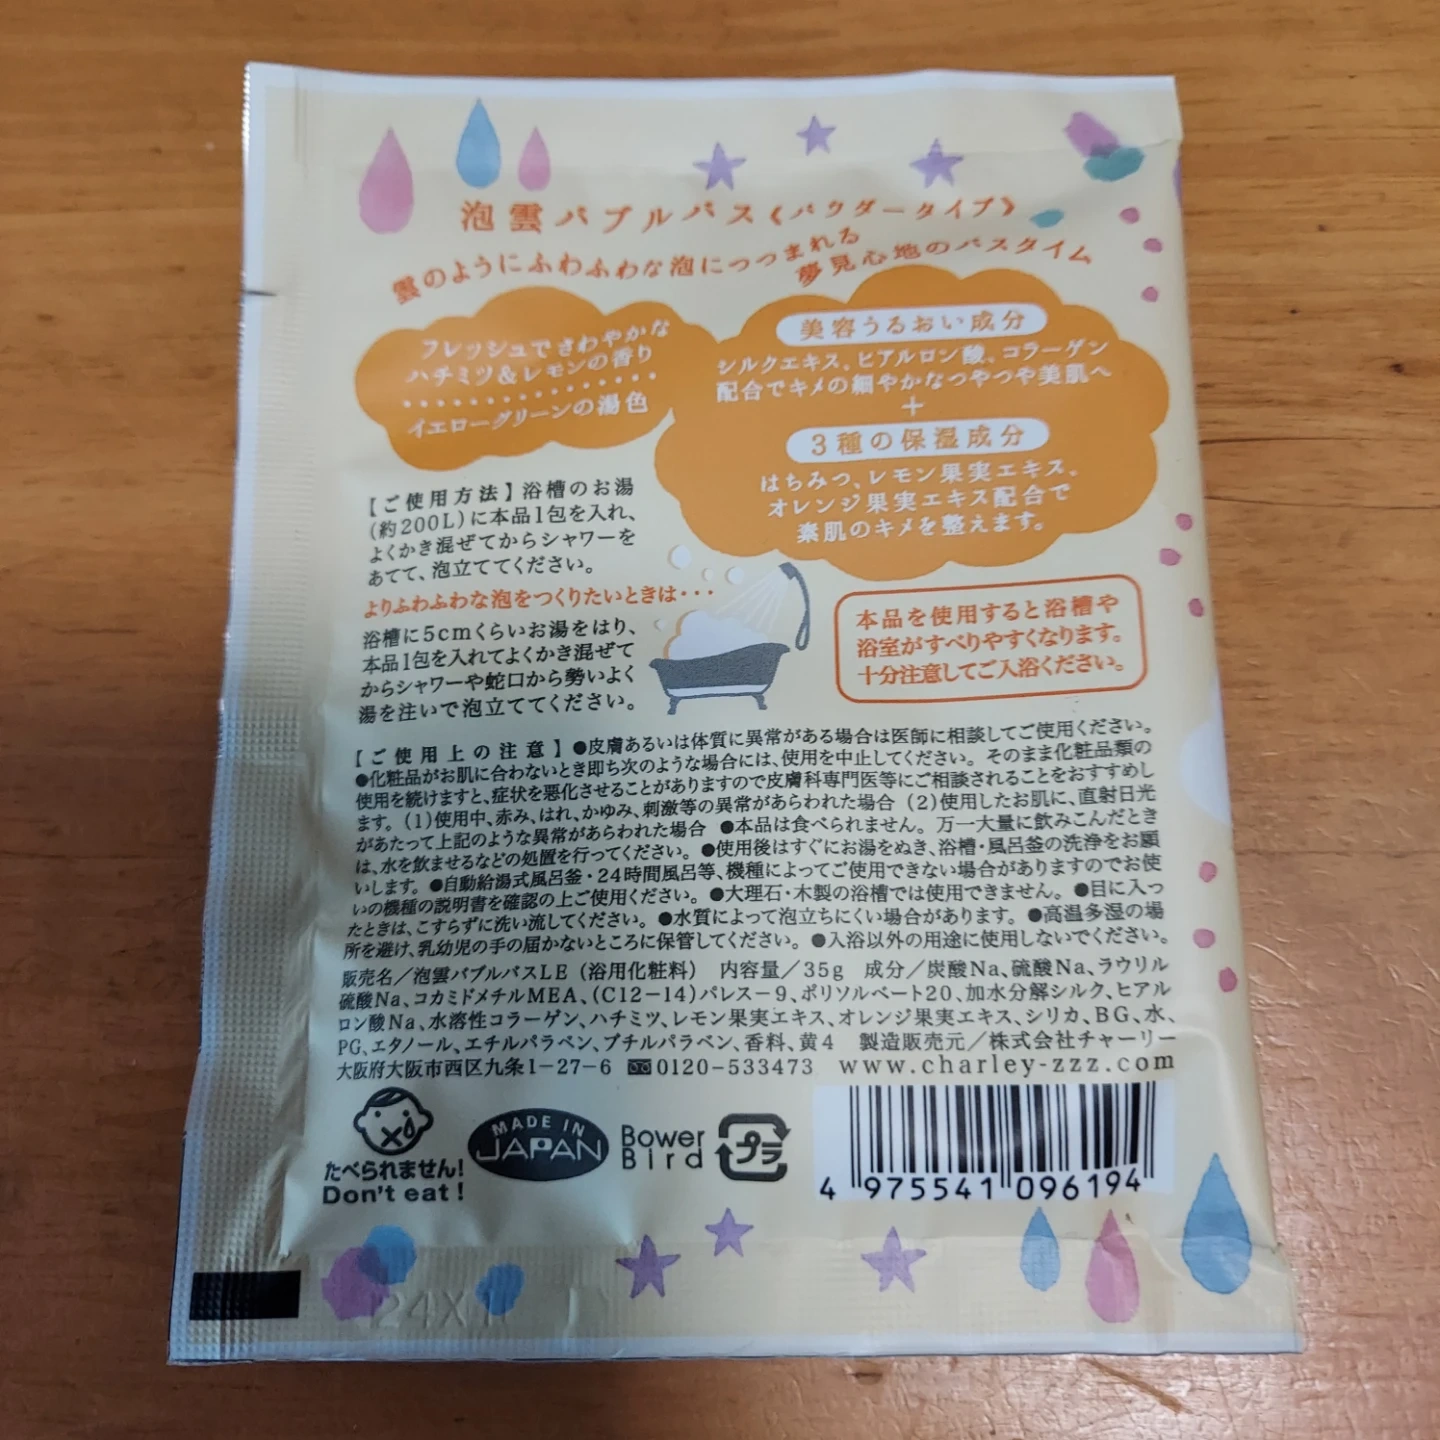 泡雲バブルバス《パウダータイプ》
雲のようにふわふわな泡につつまれる
夢見心地のバスタイム
フレッシュでさわやかな
ハチミツ&レモンの香り
イエローグリーンの湯色
美容うるおい成分
シルクエキス、ヒアルロン酸、コラーゲン
配合でキメの細やかなつやつや美肌へ
+
3種の保湿成分
はちみつ、レモン果実エキス、
オレンジ果実エキス配合で
素肌のキメを整えます。
【ご使用方法】浴槽のお湯
(約200L)に本品1包を入れ、
よくかき混ぜてからシャワーを
あてて、泡立ててください。
よりふわふわな泡をつくりたいときは・・・
浴槽に5cmくらいお湯をはり、
本品1包を入れてよくかき混ぜて
からシャワーや蛇口から勢いよく
湯を注いで泡立ててください。
本品を使用すると浴槽や
浴室がすべりやすくなります。
十分注意してご入浴ください。
【ご使用上の注意】●皮膚あるいは体質に異常がある場合は医師に相談してご使用ください。
●化粧品がお肌に合わないとき即ち次のような場合には、使用を中止してください。そのまま化粧品類の
使用を続けますと、症状を悪化させることがありますので皮膚科専門医等にご相談されることをおすすめし
ます。(1)使用中、赤み、はれ、かゆみ、刺激等の異常があらわれた場合 (2)使用したお肌に、直射日光
があたって上記のような異常があらわれた場合 ●本品は食べられません。万一大量に飲みこんだとき
は、水を飲ませるなどの処置を行ってください。●使用後はすぐにお湯をぬき、浴槽・風呂釜の洗浄をお願
いします。●自動給湯式風呂釜・24時間風呂等、機種によってご使用できない場合がありますのでお使
いの機種の説明書を確認の上ご使用ください。●大理石・木製の浴槽では使用できません。●目に入っ
たときは、こすらずに洗い流してください。●水質によって泡立ちにくい場合があります。●高温多湿の場
所を避け、乳幼児の手の届かないところに保管してください。●入浴以外の用途に使用しないでください。
販売名/泡雲バブルバスLE(浴用化粧料) 内容量/35g 成分/炭酸Na、硫酸Na、ラウリル
硫酸Na、コカミドメチルMEA、(C12-14)パレス-9、ポリソルベート20、加水分解シルク、ヒアル
ロン酸Na、水溶性コラーゲン、ハチミツ、レモン果実エキス、オレンジ果実エキス、シリカ、BG、水、
PG、エタノール、エチルパラベン、ブチルパラベン、香料、黄4 製造販売元/株式会社チャーリー
大阪府大阪市西区九条1-27-6 0120-533473 www.charley-zzz.com
たべられません!
Don't eat!
MADE IN
JAPAN
Bower
Bird
プラ
4 975541 096194